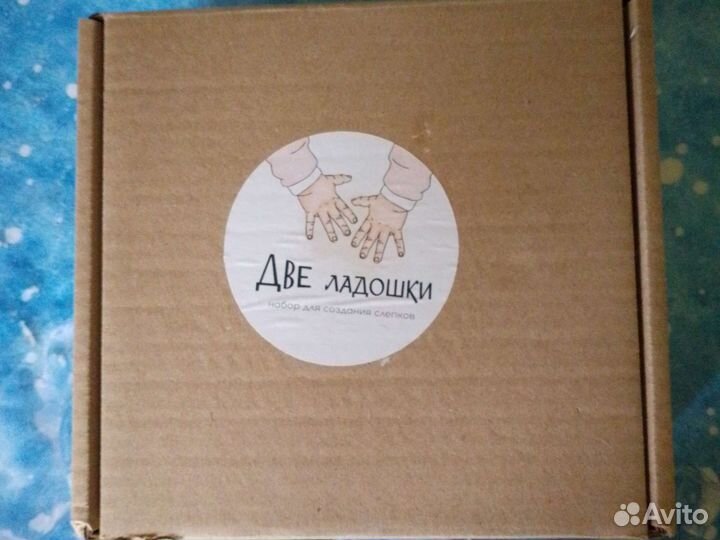 Две ладошки
набор для создания слепков
Avito